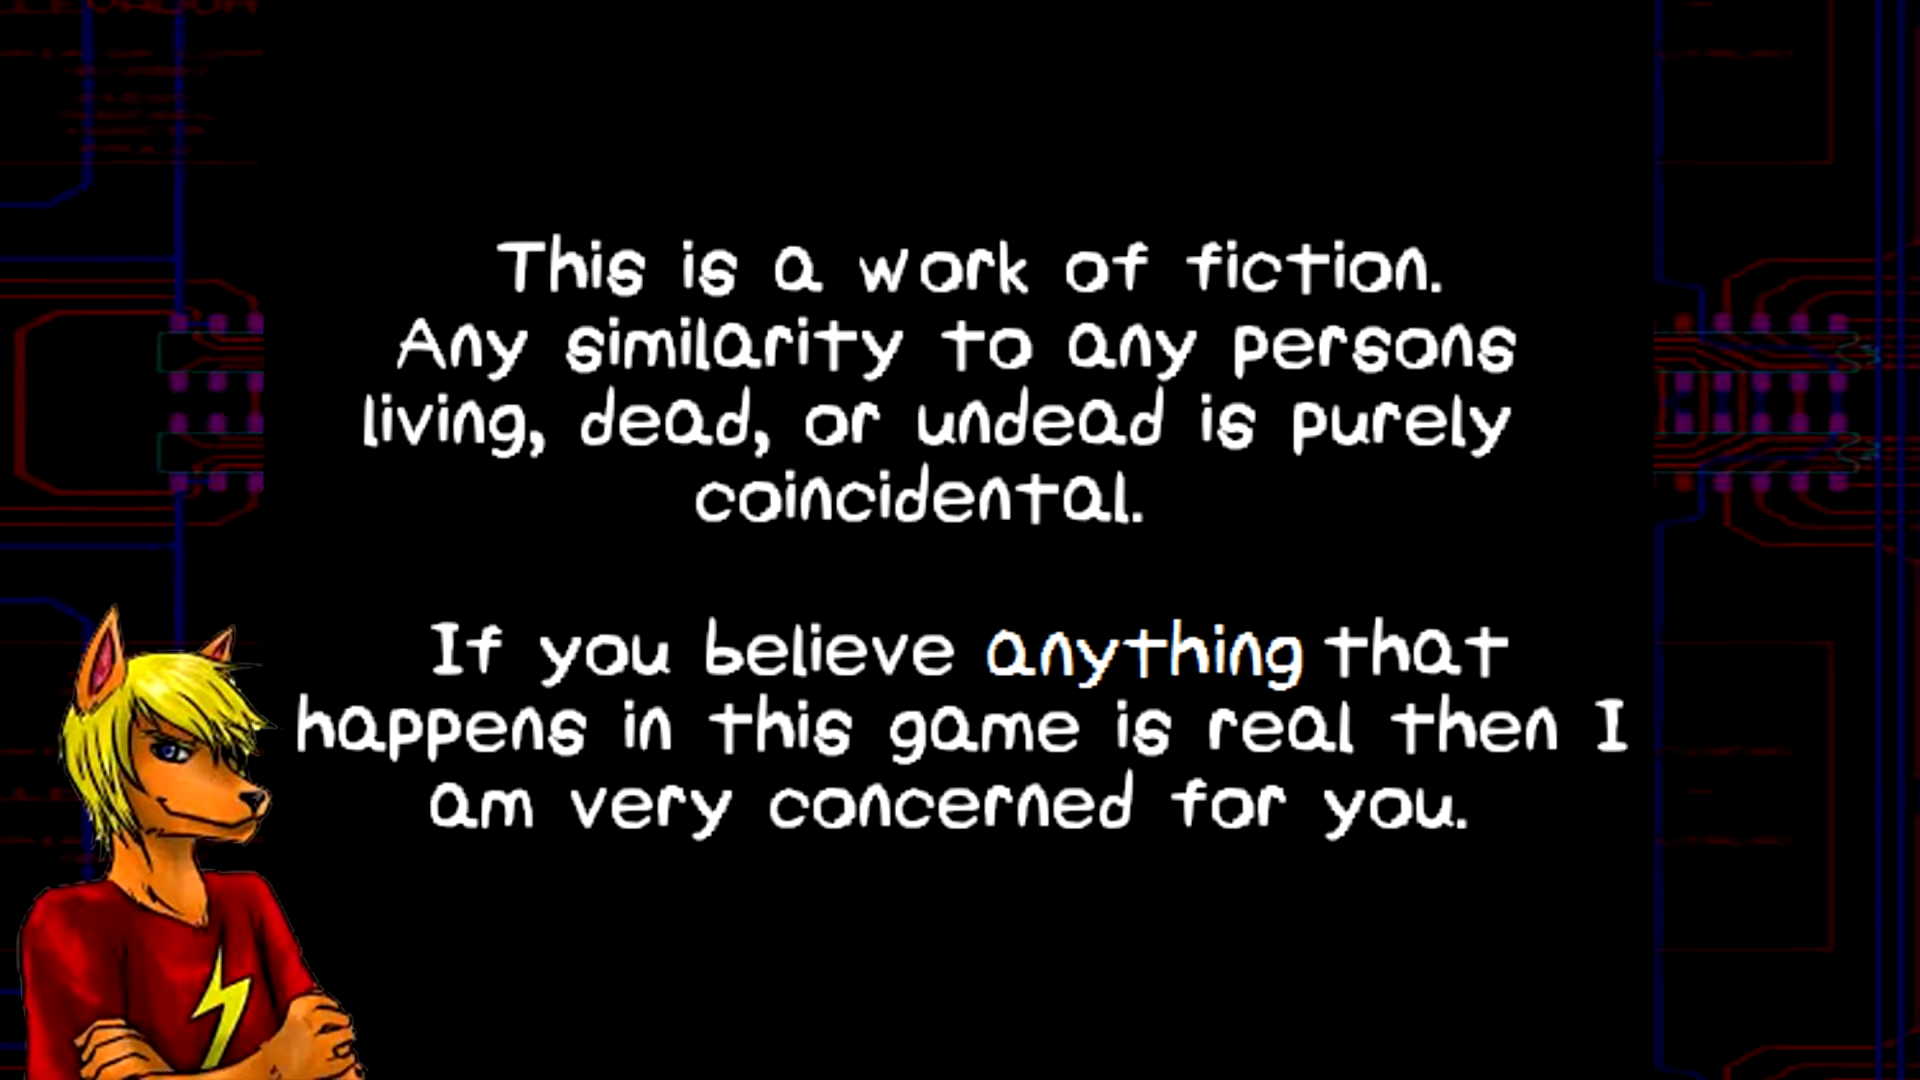 This is a work of fiction.
Any similarity to any persons
living, dead, or undead is purely
coincidental.
If you believe anything that
happens in this game is real then I
am very concerned for you.